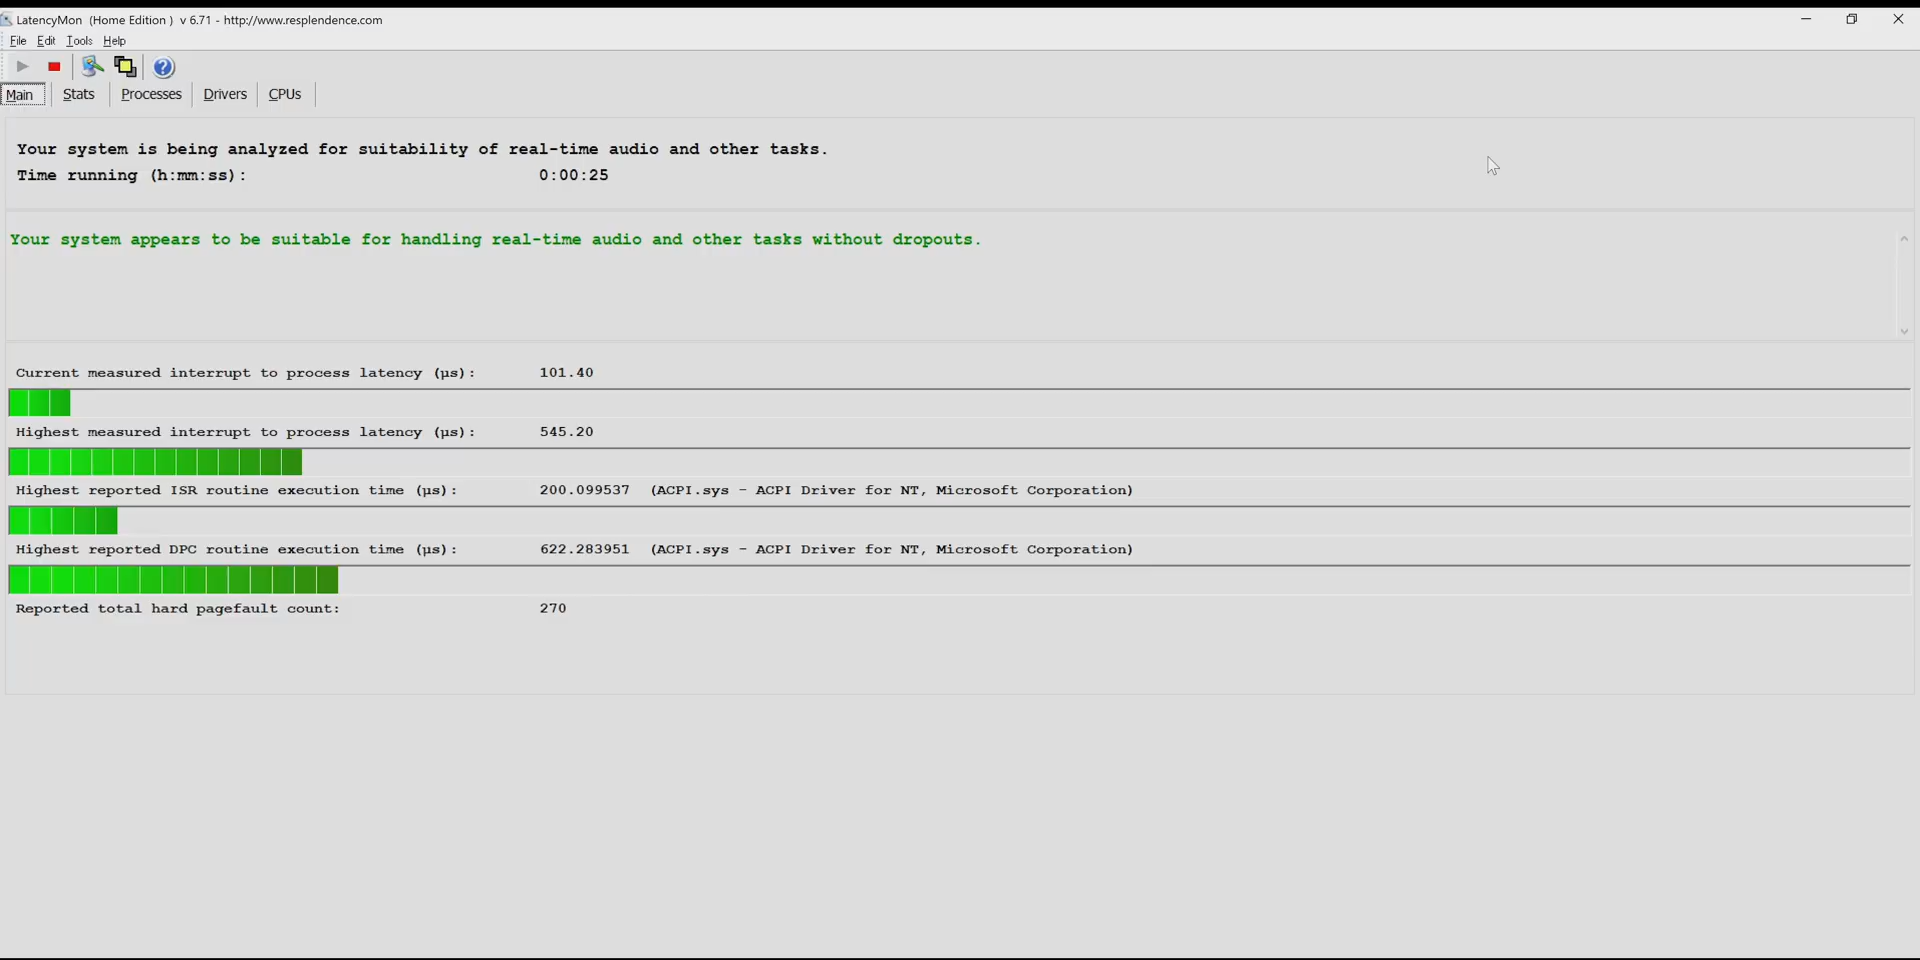 LatencyMon (Home Edition ) v 6.71 - http://www.resplendence.com
File Edit Tools Help
Main Stats Processes Drivers CPUs
Your system is being analyzed for suitability of real-time audio and other tasks.
Time running (h:mm:ss): 0:00:25
Your system appears to be suitable for handling real-time audio and other tasks without dropouts.
Current measured interrupt to process latency (µs): 101.40
Highest measured interrupt to process latency (µs): 545.20
Highest reported ISR routine execution time (µs): 200.099537 (ACPI.sys - ACPI Driver for NT, Microsoft Corporation)
Highest reported DPC routine execution time (µs): 622.283951 (ACPI.sys - ACPI Driver for NT, Microsoft Corporation)
Reported total hard pagefault count: 270